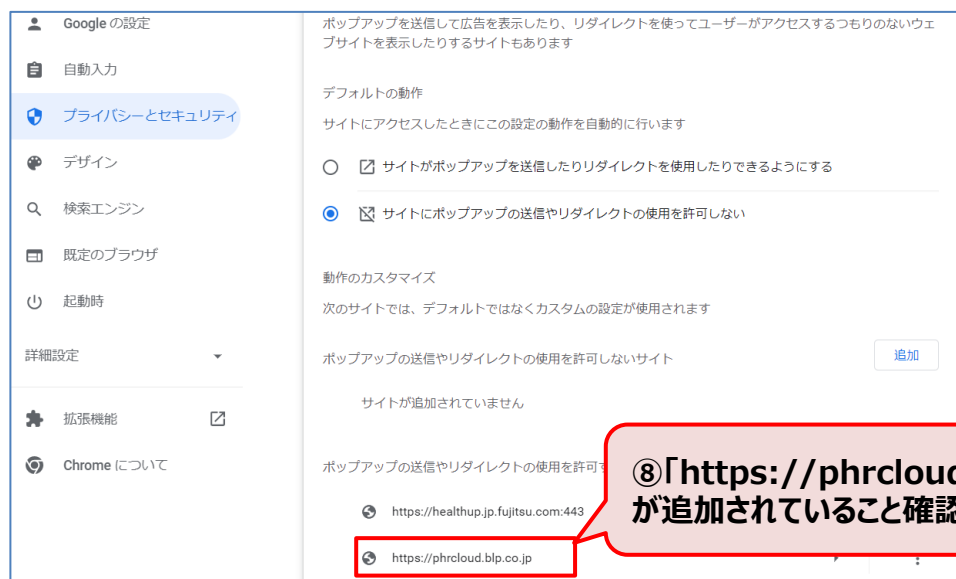 Google の設定
自動入力
プライバシーとセキュリティ
デザイン
検索エンジン
既定のブラウザ
起動時
詳細設定
拡張機能
Chrome について
ポップアップを送信して広告を表示したり、リダイレクトを使ってユーザーがアクセスするつもりのないウェ
ブサイトを表示したりするサイトもあります
デフォルトの動作
サイトにアクセスしたときにこの設定の動作を自動的に行います
サイトがポップアップを送信したりリダイレクトを使用したりできるようにする
サイトにポップアップの送信やリダイレクトの使用を許可しない
動作のカスタマイズ
次のサイトでは、デフォルトではなくカスタムの設定が使用されます
ポップアップの送信やリダイレクトの使用を許可しないサイト
追加
サイトが追加されていません
ポップアップの送信やリダイレクトの使用を許可
https://healthup.jp.fujitsu.com:443
https://phrcloud.blp.co.jp
⑧「https://phrcloud
が追加されていること確認